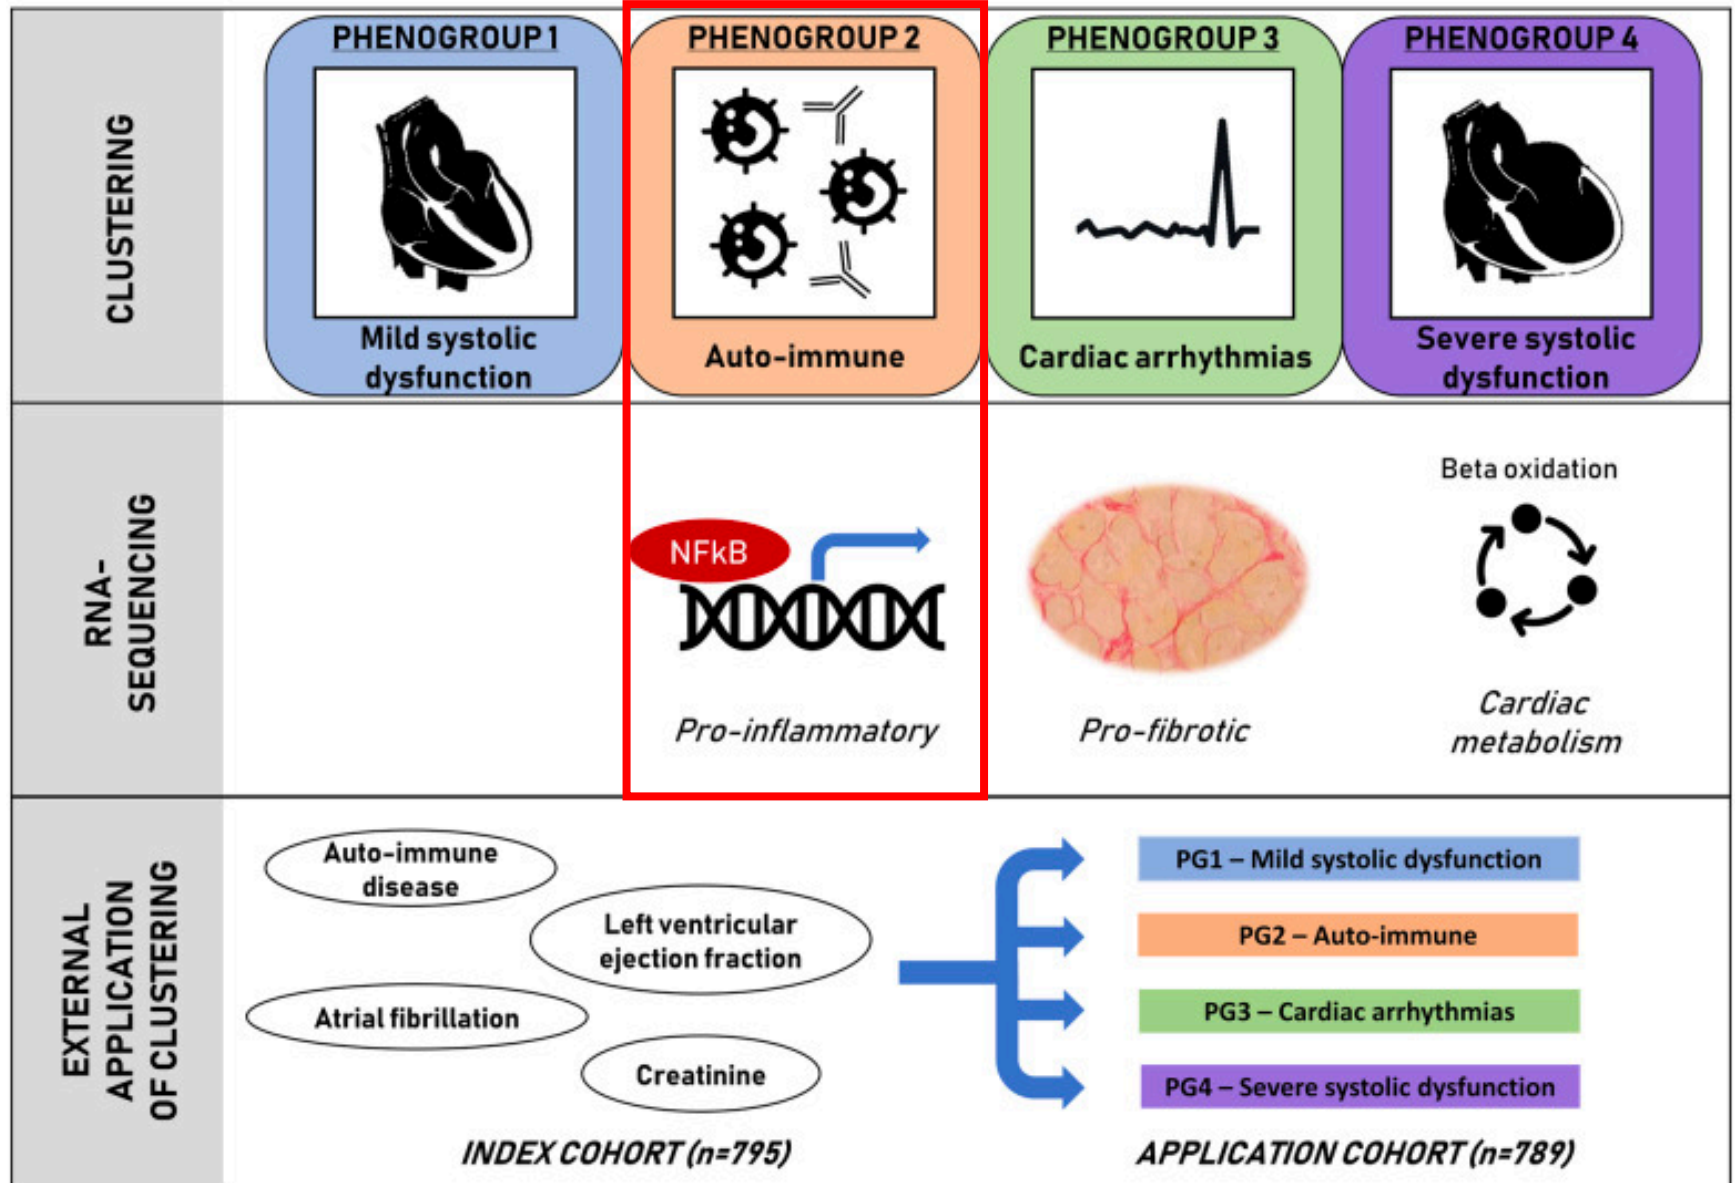 PHENOGROUP 1
PHENOGROUP 2
PHENOGROUP 3
PHENOGROUP 4
CLUSTERING
Mild systolic
dysfunction
Auto-immune
Cardiac arrhythmias
Severe systolic
dysfunction
RNA-
SEQUENCING
NFkB
Pro-inflammatory
Pro-fibrotic
Beta oxidation
Cardiac
metabolism
EXTERNAL
APPLICATION
OF CLUSTERING
Auto-immune
disease
Left ventricular
ejection fraction
Atrial fibrillation
Creatinine
INDEX COHORT (n=795)
PG1 – Mild systolic dysfunction
PG2 – Auto-immune
PG3 – Cardiac arrhythmias
PG4 – Severe systolic dysfunction
APPLICATION COHORT (n=789)